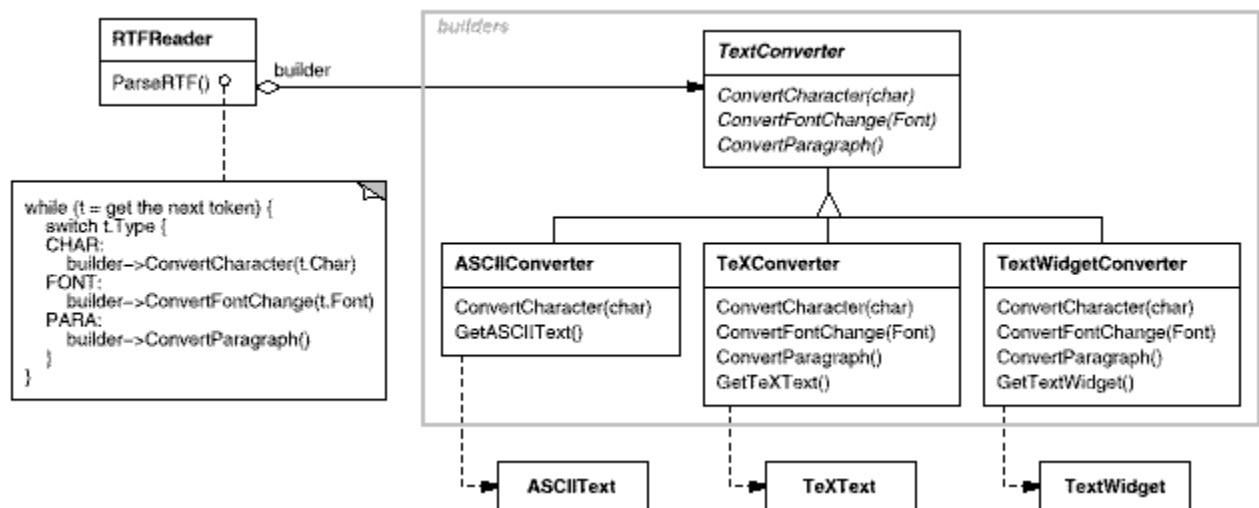 RTFReader
ParseRTF()
builder
builders
TextConverter
ConvertCharacter(char)
ConvertFontChange(Font)
ConvertParagraph()
while (t = get the next token) {
switch t.Type {
CHAR:
builder->ConvertCharacter(t.Char)
FONT:
builder->ConvertFontChange(t.Font)
PARA:
builder->ConvertParagraph()
}
}
ASCIIConverter
ConvertCharacter(char)
GetASCIIText()
TeXConverter
ConvertCharacter(char)
ConvertFontChange(Font)
ConvertParagraph()
GetTeXText()
TextWidgetConverter
ConvertCharacter(char)
ConvertFontChange(Font)
ConvertParagraph()
GetTextWidget()
ASCIIText
TeXText
TextWidget